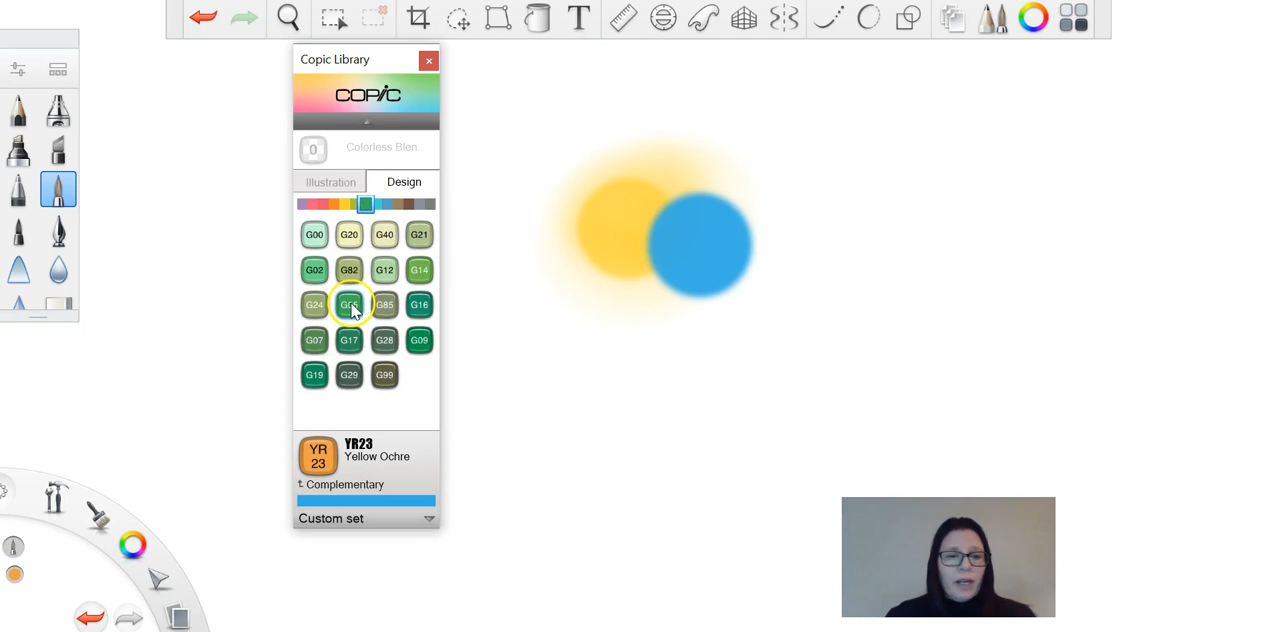 T
Copic Library
COPIC
0 Colorless Blen..
Illustration Design
G00 G20 G40 G21
G02 G82 G12 G14
G24 G05 G85 G16
G07 G17 G28 G09
G19 G29 G99
YR 23 YR23
Yellow Ochre
Complementary
Custom set